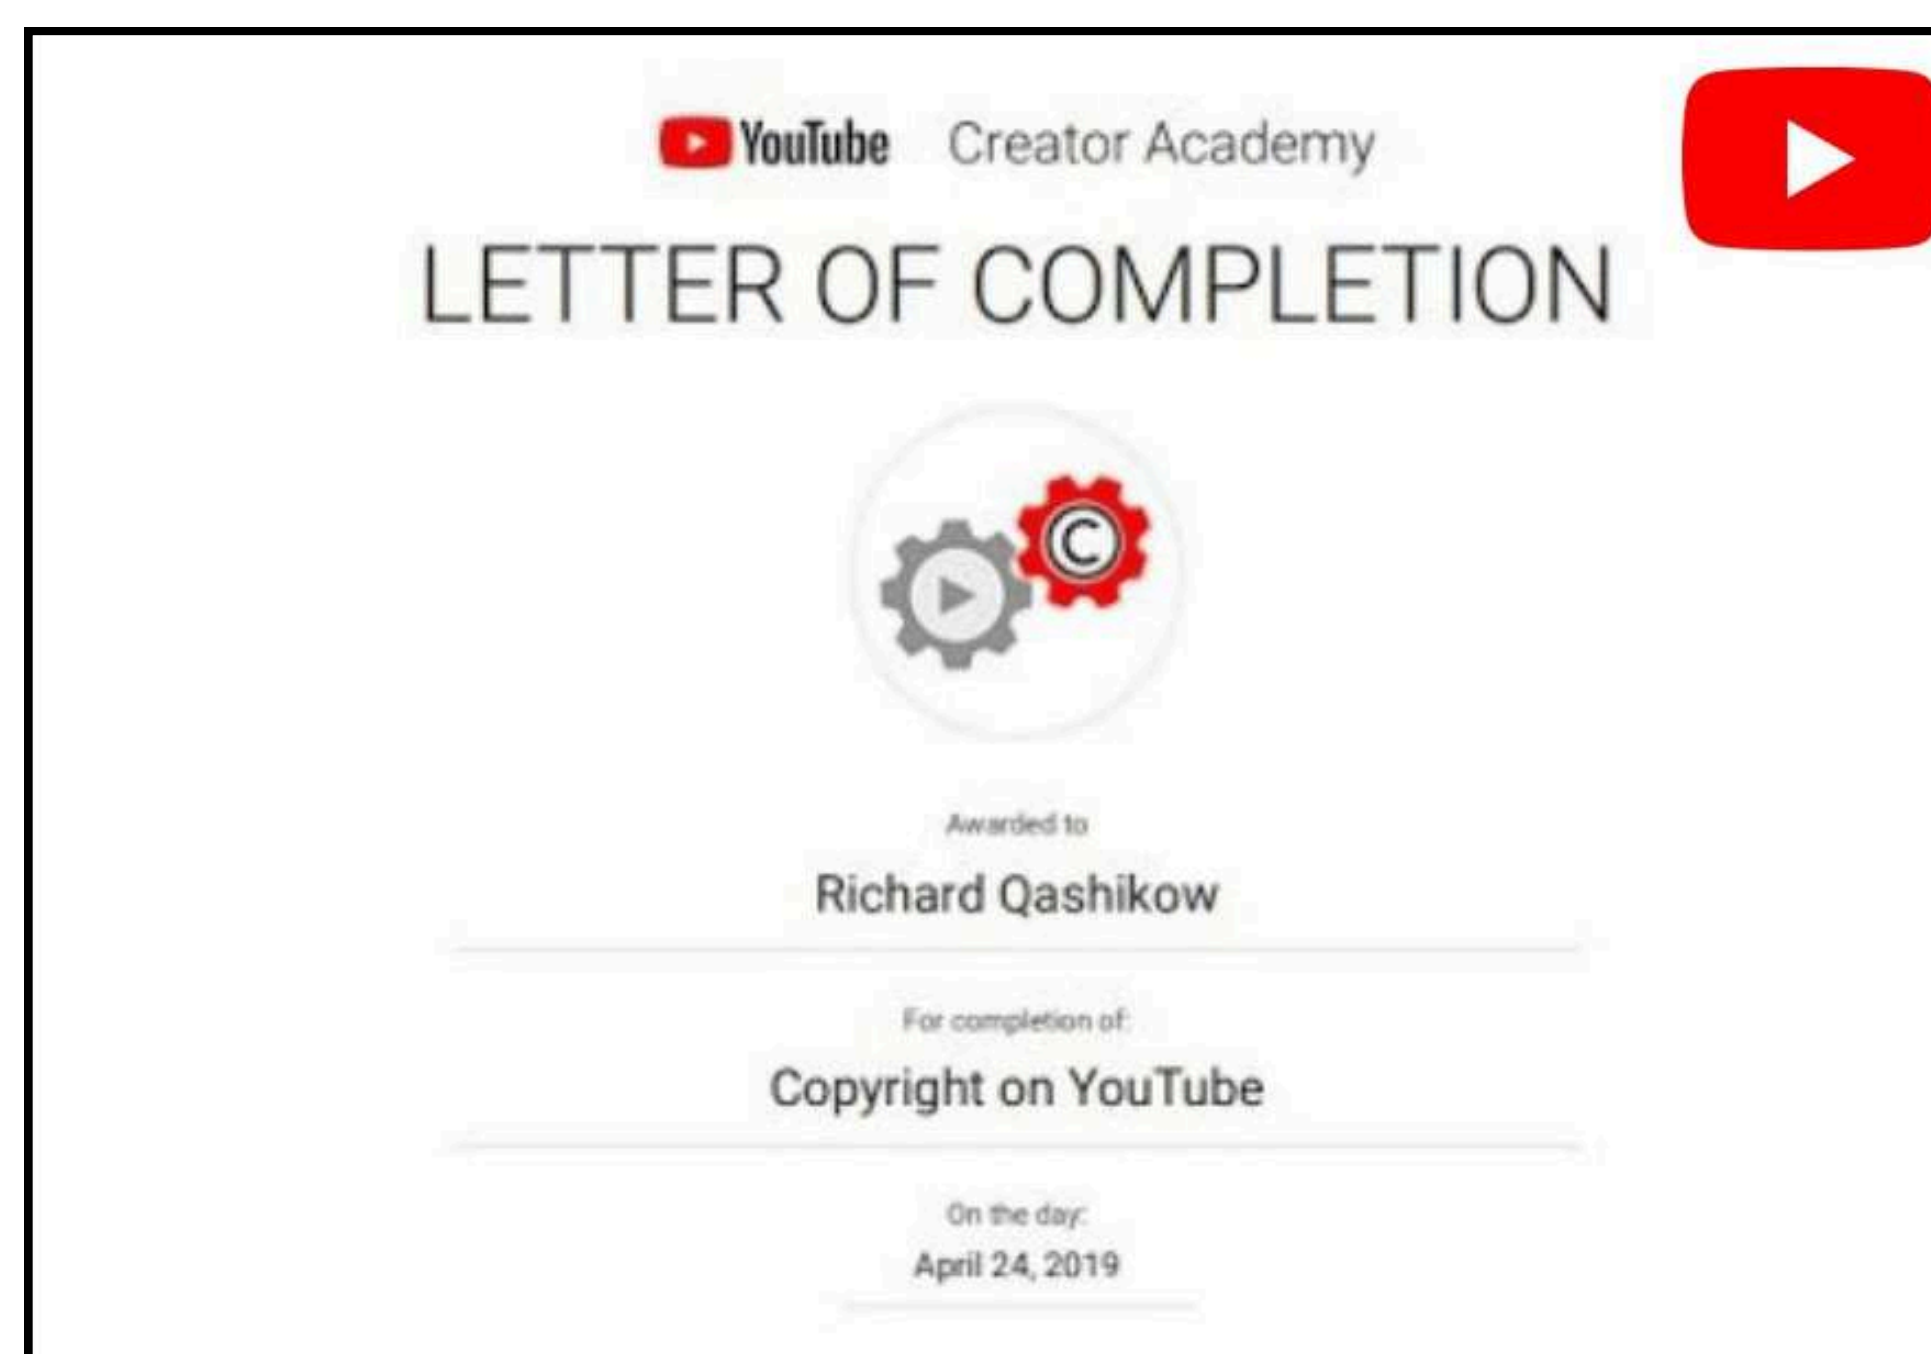 YouTube Creator Academy
LETTER OF COMPLETION
©
Awarded to
Richard Qashikow
For completion of:
Copyright on YouTube
On the day:
April 24, 2019